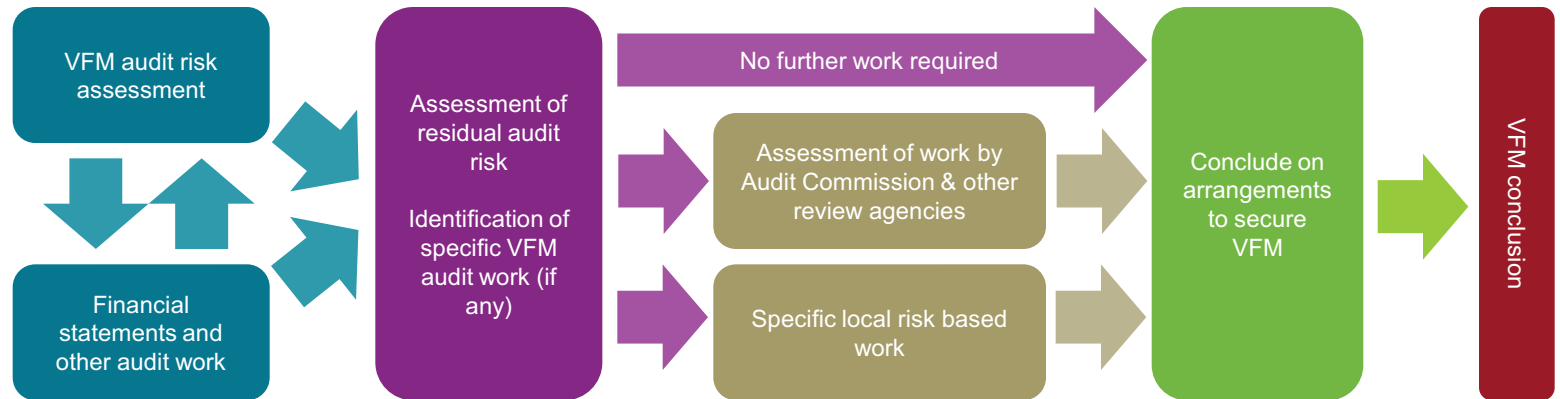 VFM audit risk
assessment
Financial
statements and
other audit work
Assessment of
residual audit
risk
Identification of
specific VFM
audit work (if
any)
No further work required
Assessment of work by
Audit Commission & other
review agencies
Specific local risk based
work
Conclude on
arrangements
to secure
VFM
VFM conclusion